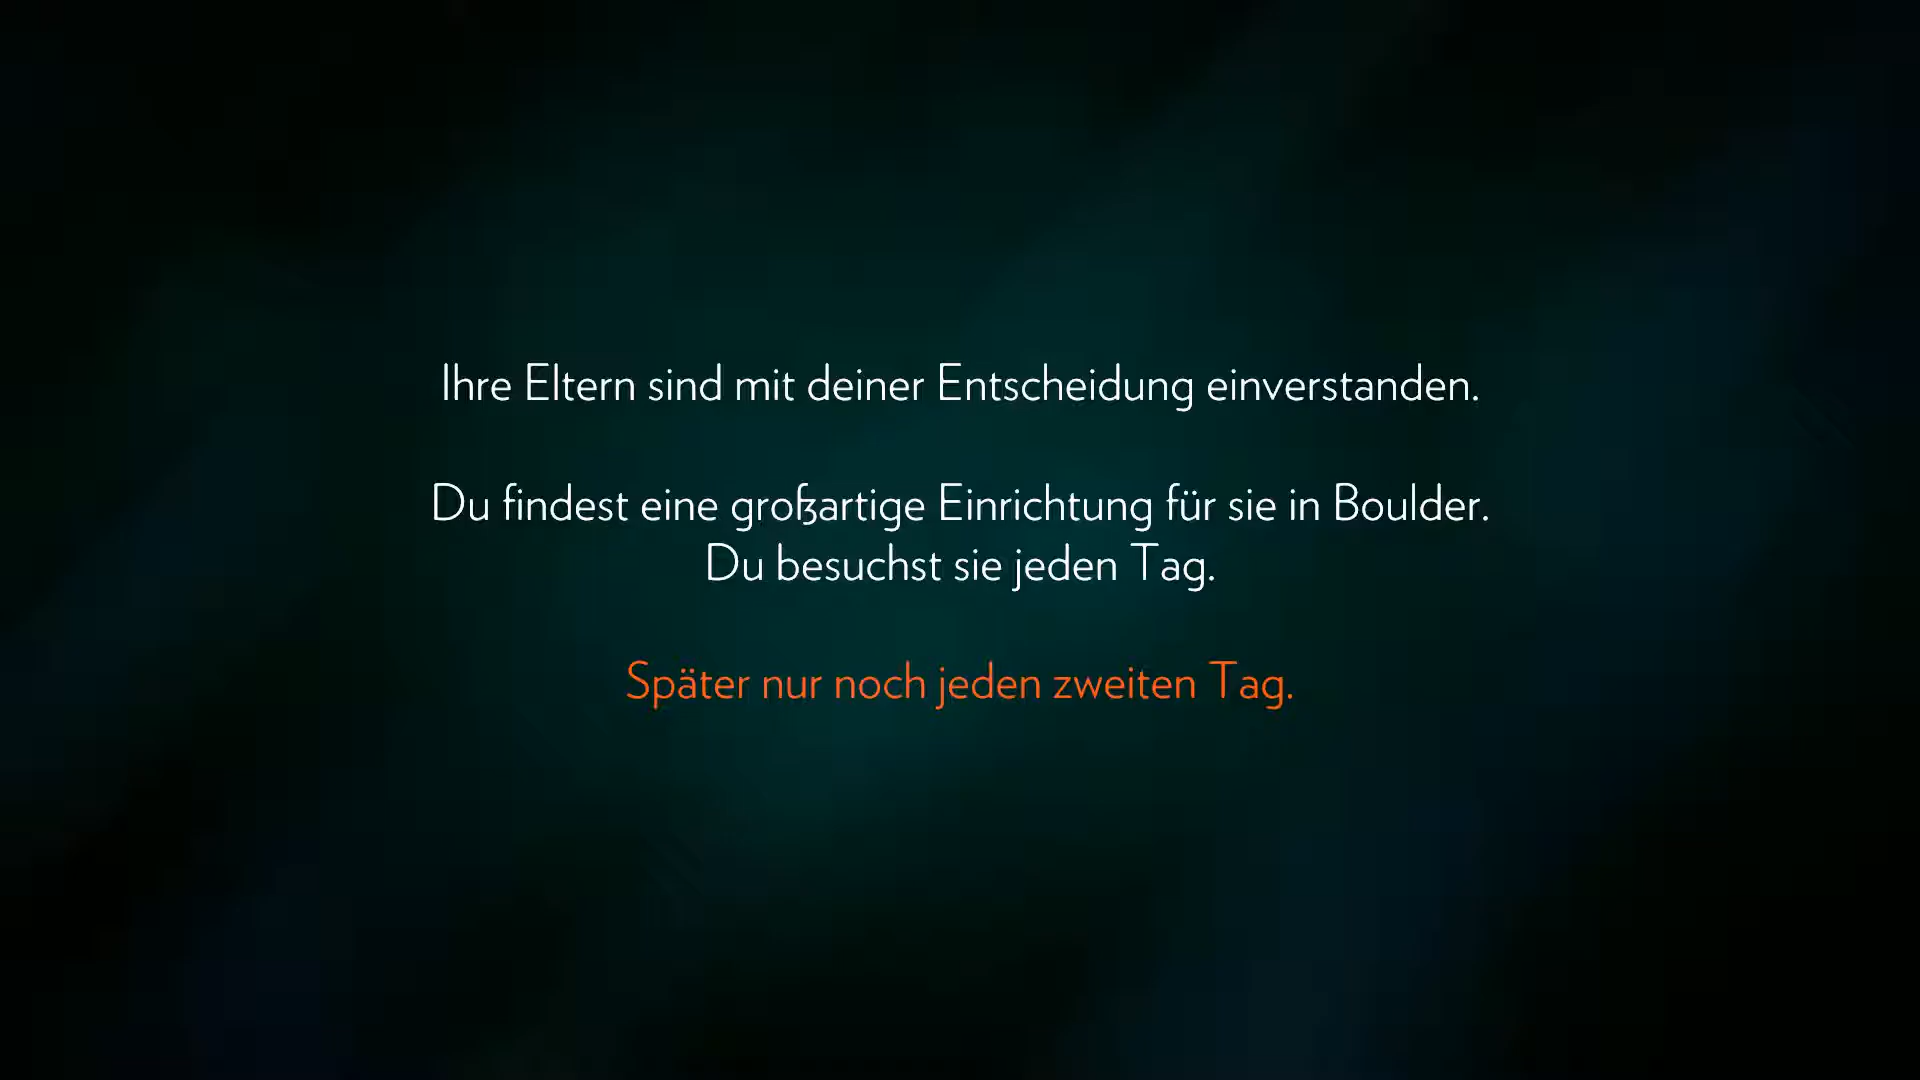 Ihre Eltern sind mit deiner Entscheidung einverstanden.
Du findest eine großartige Einrichtung für sie in Boulder.
Du besuchst sie jeden Tag.
Später nur noch jeden zweiten Tag.